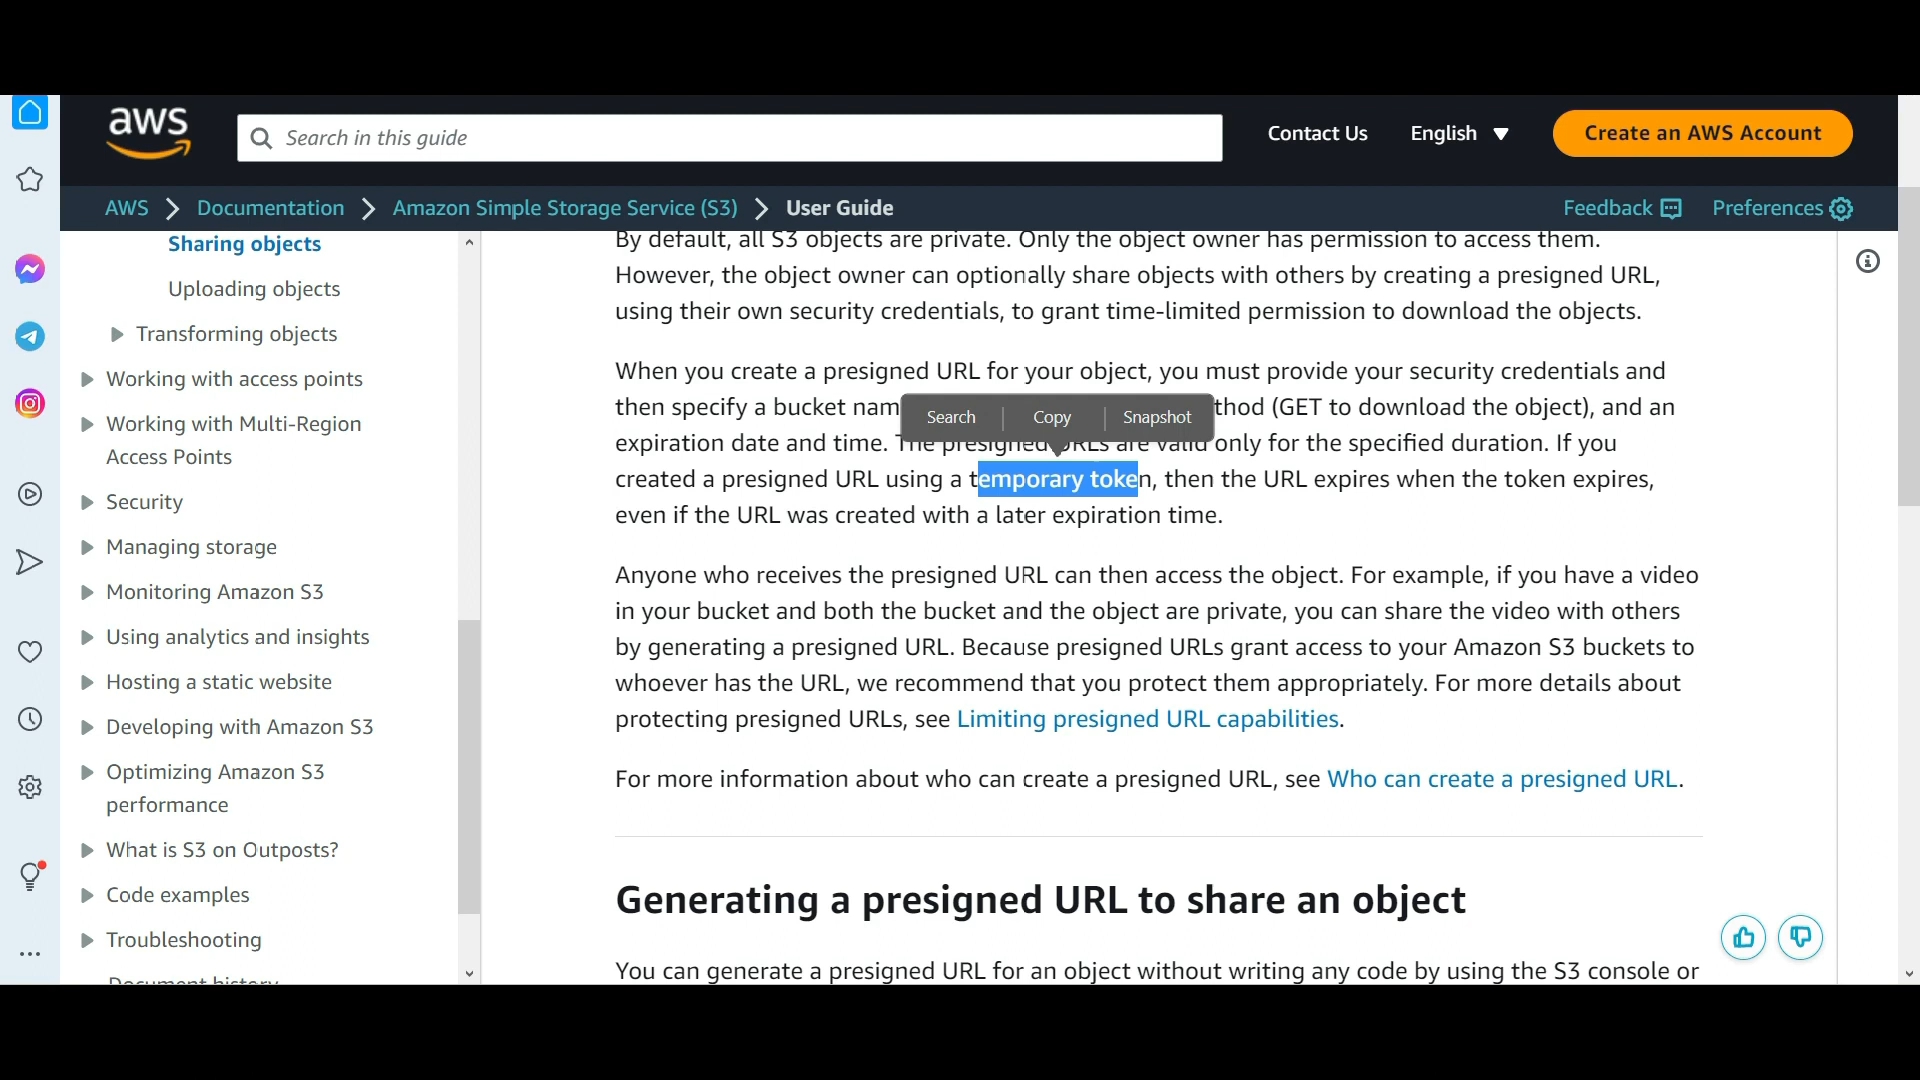 aws
Search in this guide
Contact Us
English
Create an AWS Account
AWS
Documentation
Amazon Simple Storage Service (S3)
User Guide
Feedback
Preferences
Sharing objects
Uploading objects
Transforming objects
Working with access points
Working with Multi-Region
Access Points
Security
Managing storage
Monitoring Amazon S3
Using analytics and insights
Hosting a static website
Developing with Amazon S3
Optimizing Amazon S3
performance
What is S3 on Outposts?
Code examples
Troubleshooting
Document history
By default, all S3 objects are private. Only the object owner has permission to access them.
However, the object owner can optionally share objects with others by creating a presigned URL,
using their own security credentials, to grant time-limited permission to download the objects.
When you create a presigned URL for your object, you must provide your security credentials and
then specify a bucket nam thod (GET to download the object), and an
Search Copy Snapshot
expiration date and time. The presigned URLs are valid only for the specified duration. If you
created a presigned URL using a temporary token, then the URL expires when the token expires,
even if the URL was created with a later expiration time.
Anyone who receives the presigned URL can then access the object. For example, if you have a video
in your bucket and both the bucket and the object are private, you can share the video with others
by generating a presigned URL. Because presigned URLs grant access to your Amazon S3 buckets to
whoever has the URL, we recommend that you protect them appropriately. For more details about
protecting presigned URLs, see Limiting presigned URL capabilities.
For more information about who can create a presigned URL, see Who can create a presigned URL.
Generating a presigned URL to share an object
You can generate a presigned URL for an object without writing any code by using the S3 console or